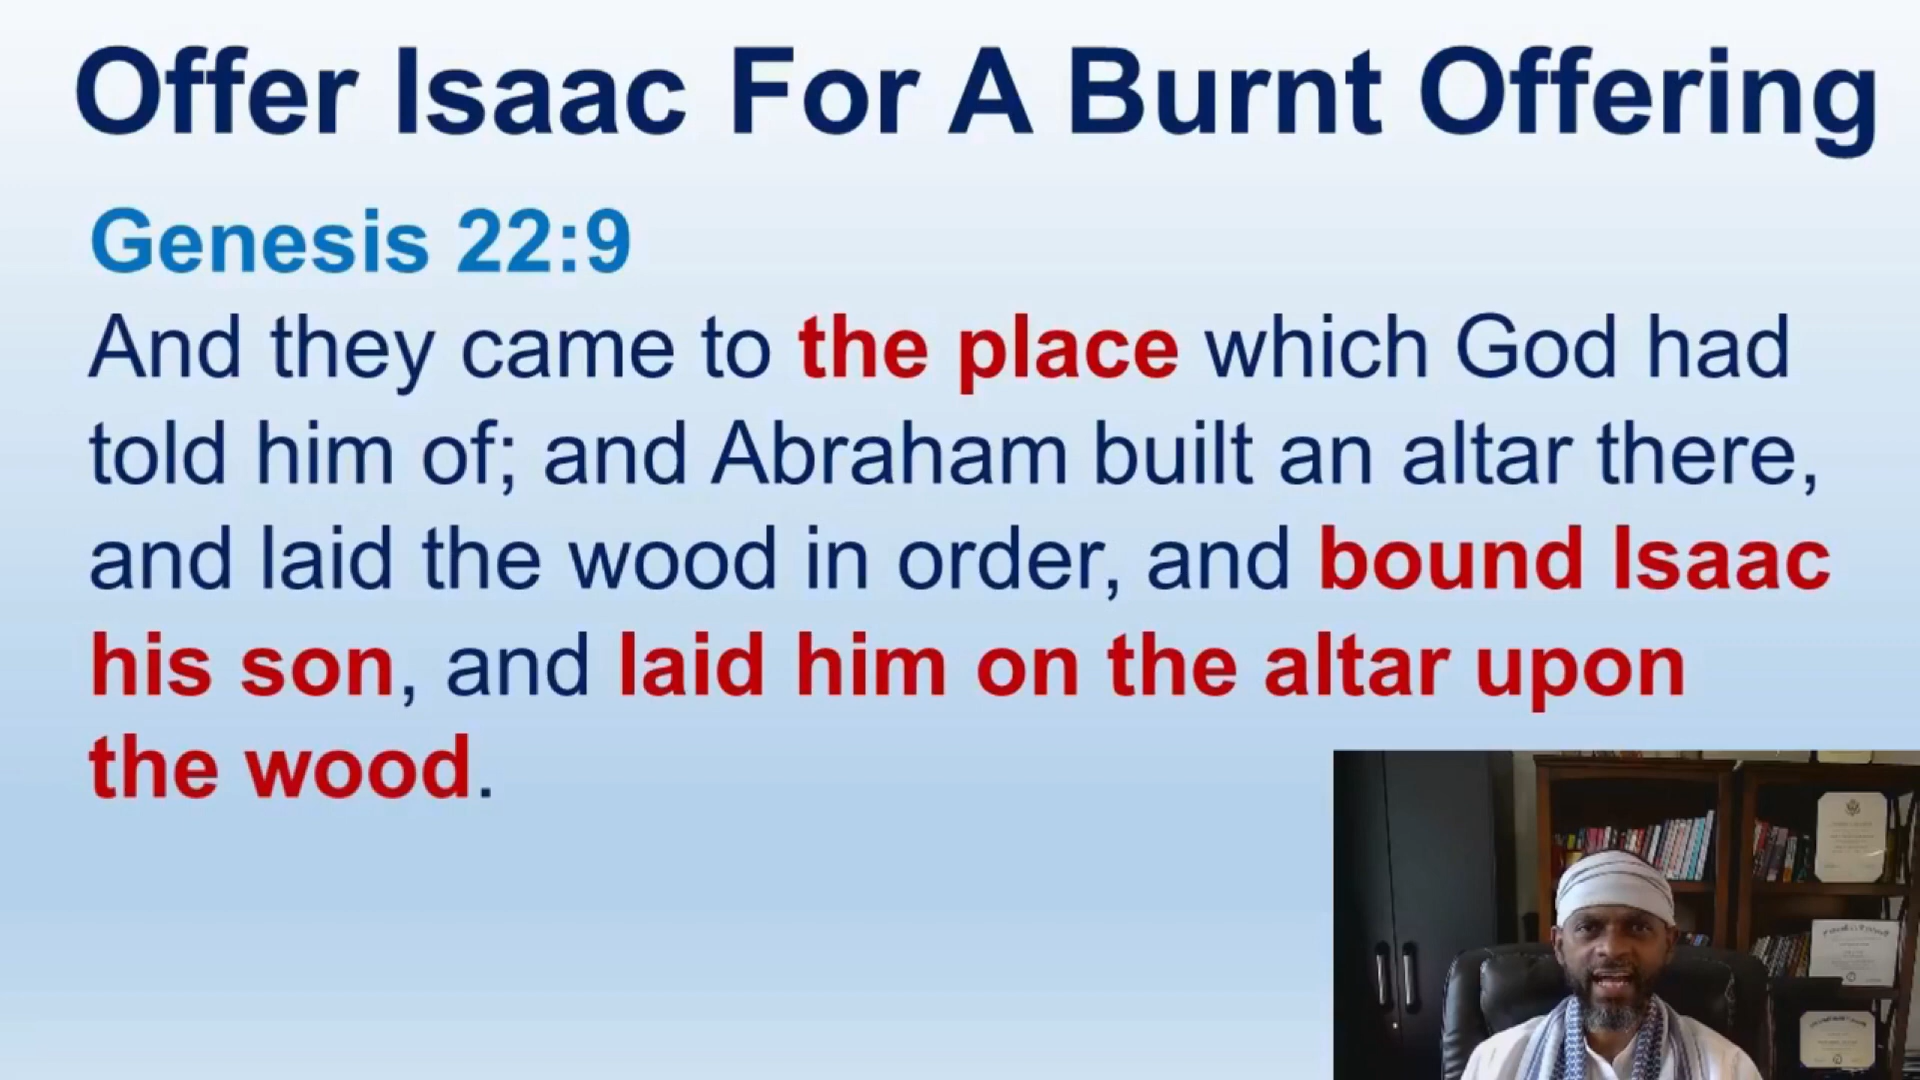 Offer Isaac For A Burnt Offering
Genesis 22:9
And they came to the place which God had
told him of; and Abraham built an altar there,
and laid the wood in order, and bound Isaac
his son, and laid him on the altar upon
the wood.